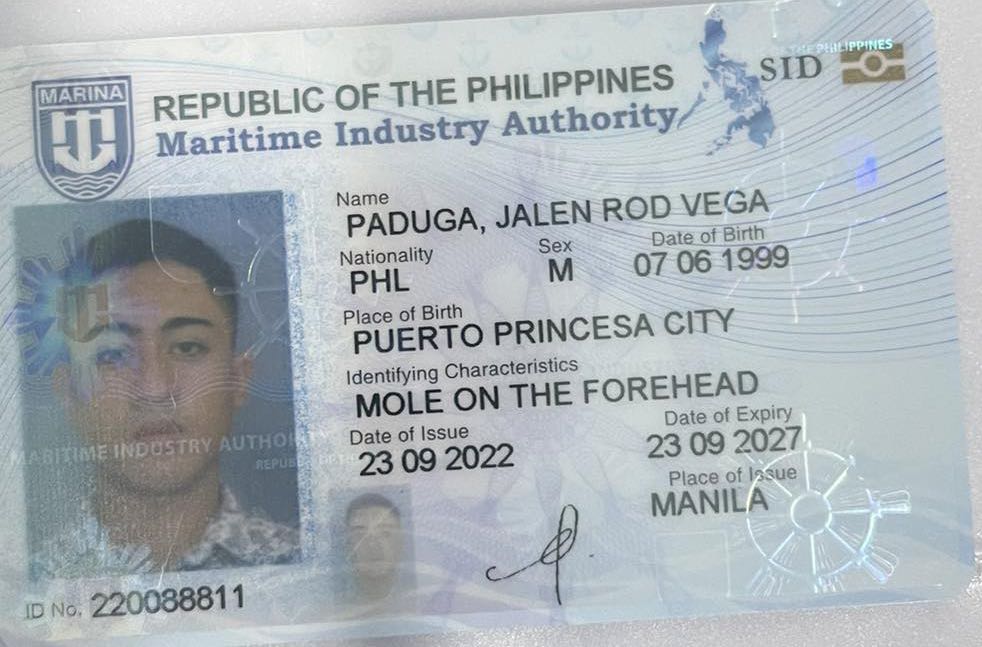 MARINA
REPUBLIC OF THE PHILIPPINES
Maritime Industry Authority
OF THE PHILIPPINES
SID
Name
PADUGA, JALEN ROD VEGA
Nationality
Sex
Date of Birth
PHL
M
07 06 1999
Place of Birth
PUERTO PRINCESA CITY
Identifying Characteristics
MOLE ON THE FOREHEAD
Date of Issue
Date of Expiry
23 09 2022
23 09 2027
Place of Issue
MANILA
MARITIME INDUSTRY AUTHORITY
ID No. 220088811